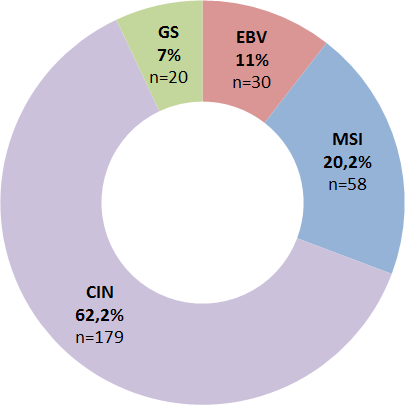 GS
7%
n=20
EBV
11%
n=30
MSI
20,2%
n=58
CIN
62,2%
n=179